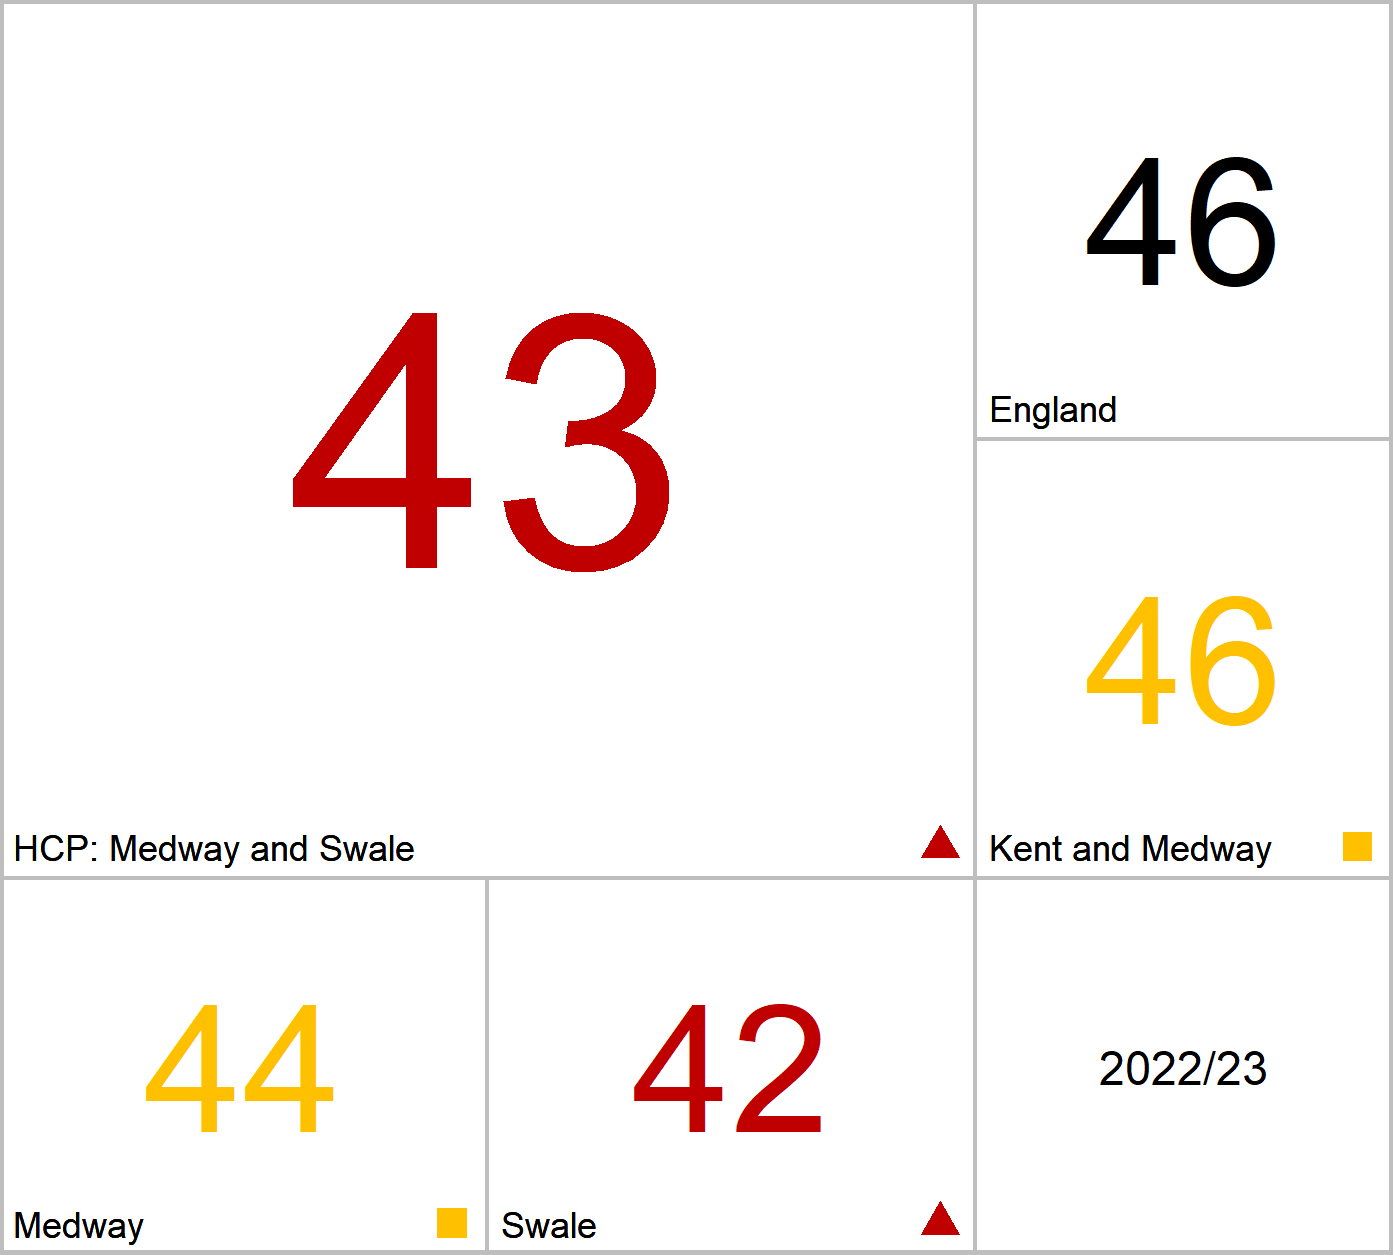 43
HCP: Medway and Swale
46
England
46
Kent and Medway
44
Medway
42
Swale
2022/23